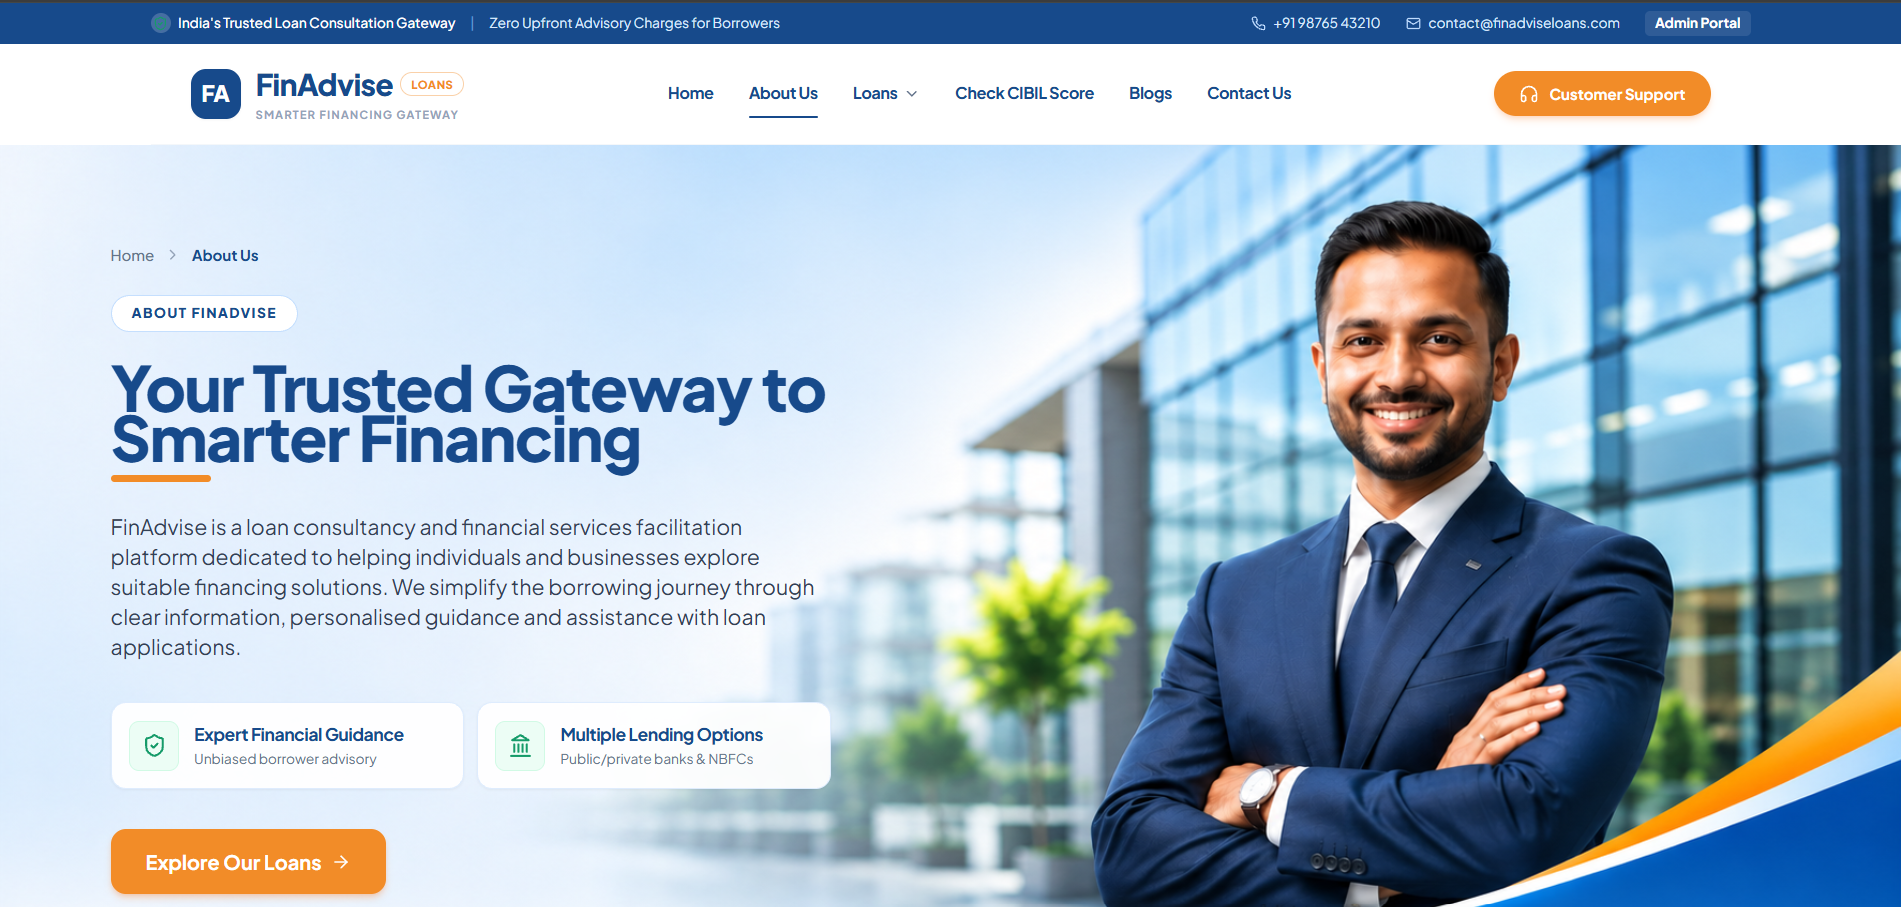 India's Trusted Loan Consultation Gateway | Zero Upfront Advisory Charges for Borrowers
+91 98765 43210
contact@finadviseloans.com
Admin Portal
FA
FinAdvise LOANS
SMARTER FINANCING GATEWAY
Home
About Us
Loans
Check CIBIL Score
Blogs
Contact Us
Customer Support
Home > About Us
ABOUT FINADVISE
Your Trusted Gateway to
Smarter Financing
FinAdvise is a loan consultancy and financial services facilitation
platform dedicated to helping individuals and businesses explore
suitable financing solutions. We simplify the borrowing journey through
clear information, personalised guidance and assistance with loan
applications.
Expert Financial Guidance
Unbiased borrower advisory
Multiple Lending Options
Public/private banks & NBFCs
Explore Our Loans →